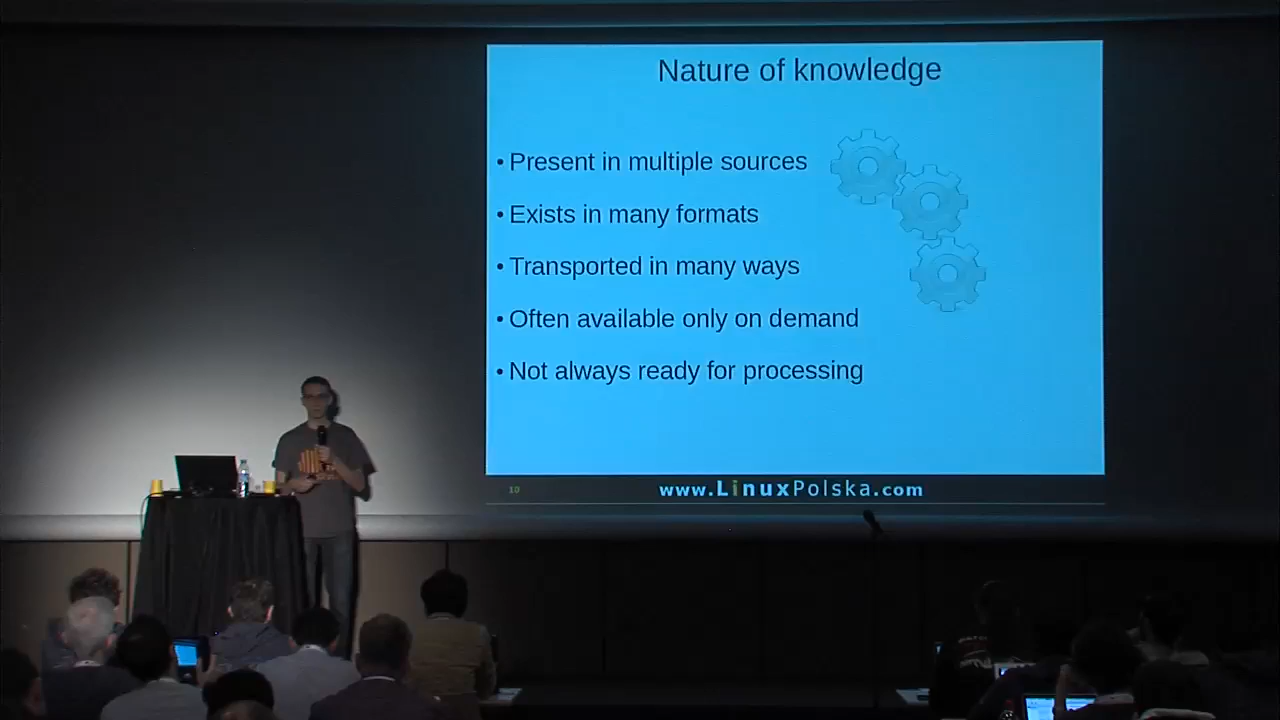 Nature of knowledge
• Present in multiple sources
• Exists in many formats
• Transported in many ways
• Often available only on demand
• Not always ready for processing
10
www.LinuxPolska.com